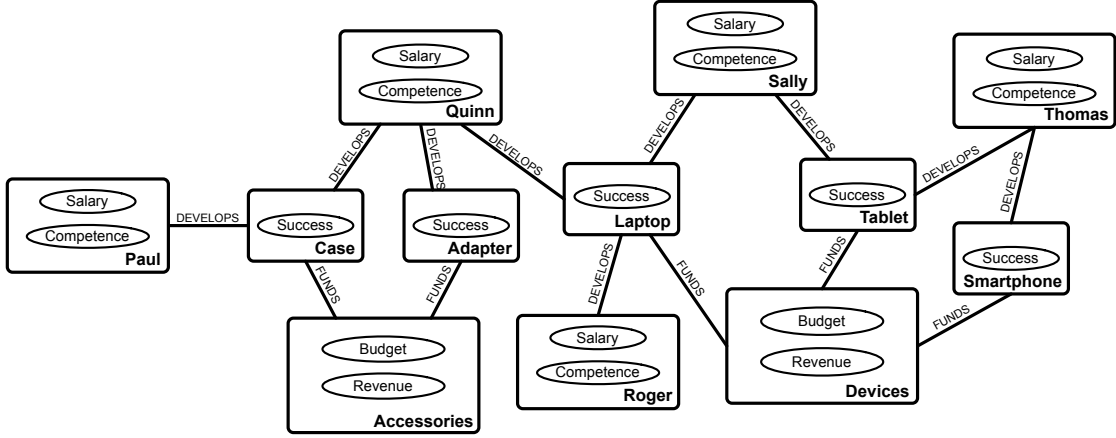 Salary
Competence
Quinn
Salary
Competence
Sally
Salary
Competence
Thomas
DEVELOPS
DEVELOPS
DEVELOPS
DEVELOPS
DEVELOPS
DEVELOPS
DEVELOPS
Salary
Competence
Paul
DEVELOPS
Success
Case
Success
Adapter
Success
Laptop
Success
Tablet
Success
Smartphone
FUNDS
FUNDS
DEVELOPS
FUNDS
FUNDS
FUNDS
Budget
Revenue
Accessories
Salary
Competence
Roger
Budget
Revenue
Devices